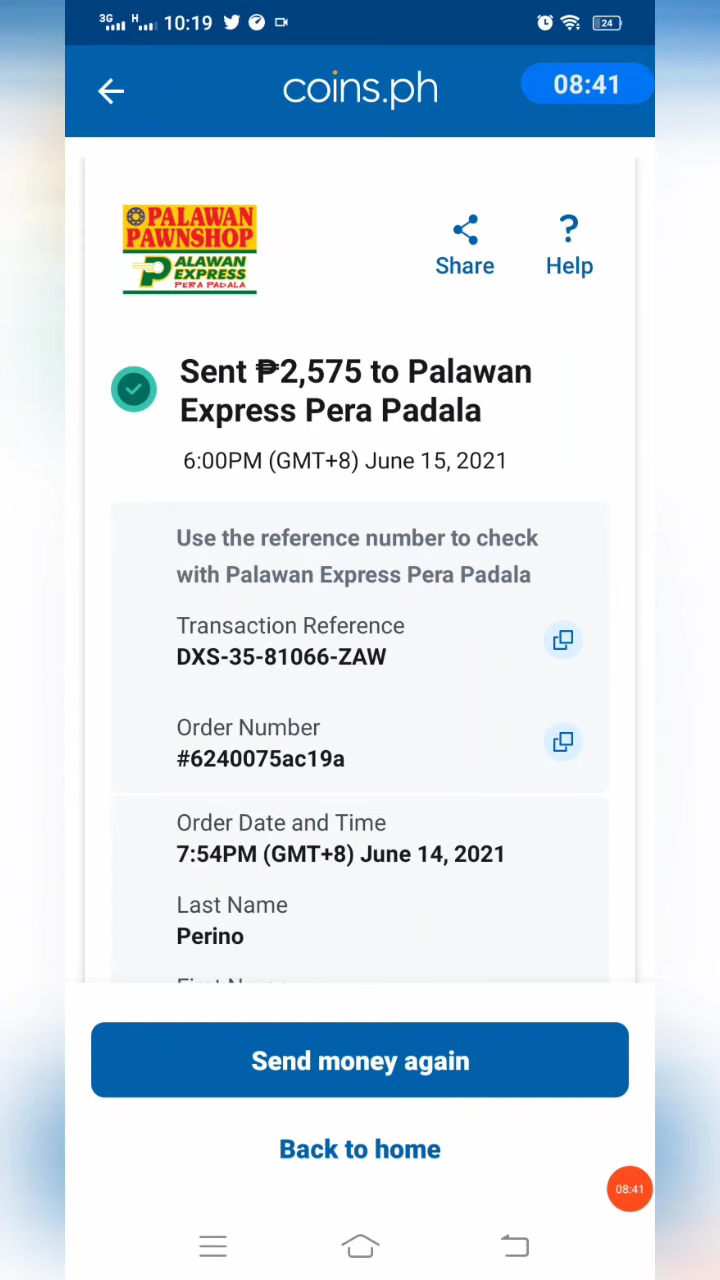 3G H 10:19 24
coins.ph 08:41
PALAWAN
PAWNSHOP
PALAWAN
EXPRESS
PERA PADALA
Share
?
Help
Sent ₱2,575 to Palawan
Express Pera Padala
6:00PM (GMT+8) June 15, 2021
Use the reference number to check
with Palawan Express Pera Padala
Transaction Reference
DXS-35-81066-ZAW
Order Number
#6240075ac19a
Order Date and Time
7:54PM (GMT+8) June 14, 2021
Last Name
Perino
Send money again
Back to home
08:41